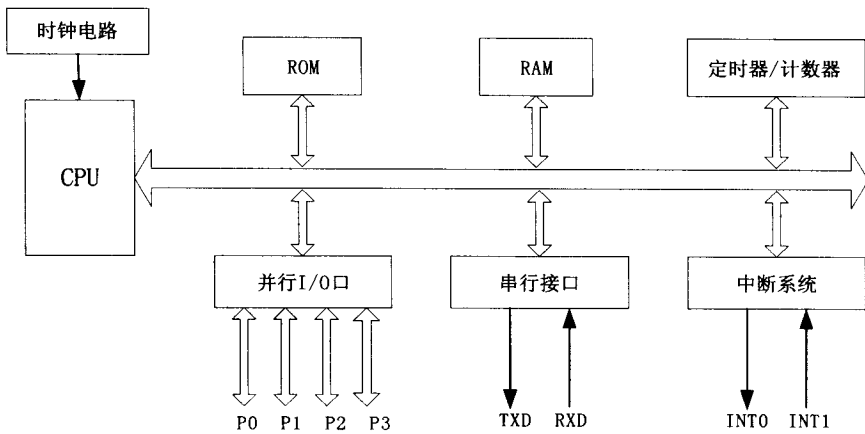 时钟电路
ROM
RAM
定时器/计数器
CPU
并行I/O口
串行接口
中断系统
P0 P1 P2 P3
TXD RXD
INT0 INT1